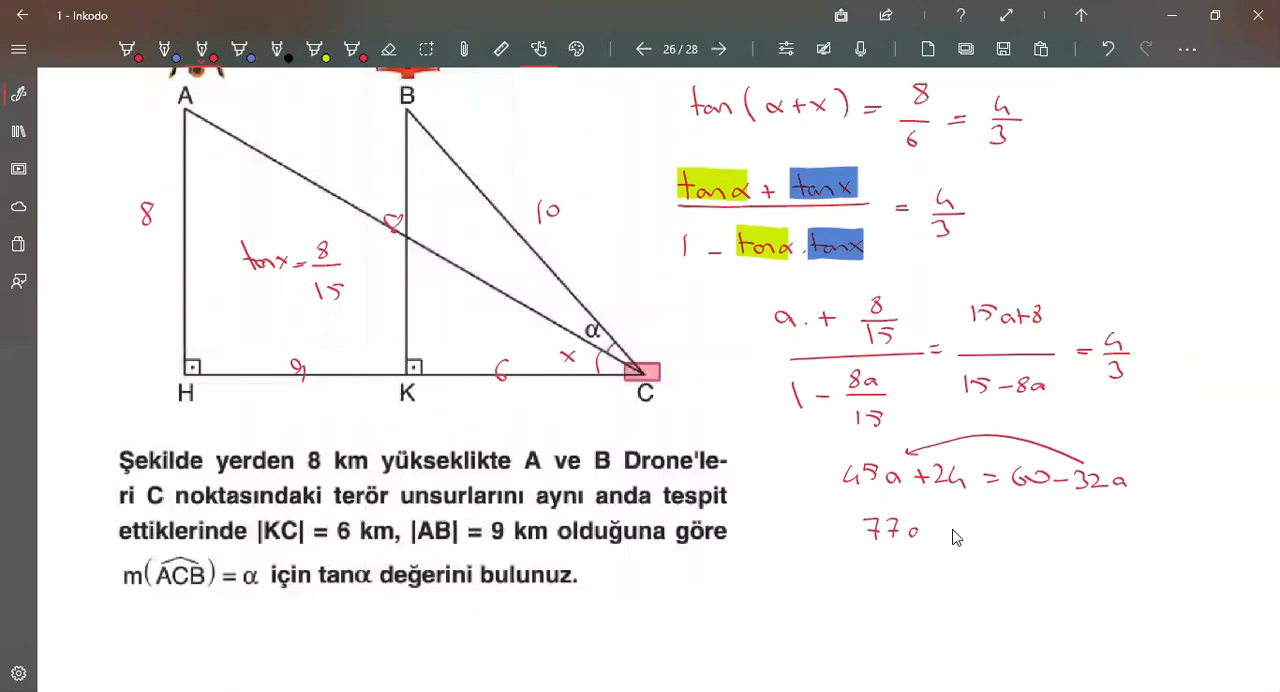 1 - Inkodo
26 / 28
A
B
8
10
tanx = 8/15
α
x
9
6
H
K
C
tan(α+x) = 8/6 = 4/3
tanα + tanx / 1 - tanα . tanx = 4/3
a. + 8/15 / 1 - 8a/15 = 15a+8 / 15-8a = 4/3
45a + 24 = 60 - 32a
77a
Şekilde yerden 8 km yükseklikte A ve B Drone'le-
ri C noktasındaki terör unsurlarını aynı anda tespit
ettiklerinde |KC| = 6 km, |AB| = 9 km olduğuna göre
m(ACB) = α için tanα değerini bulunuz.